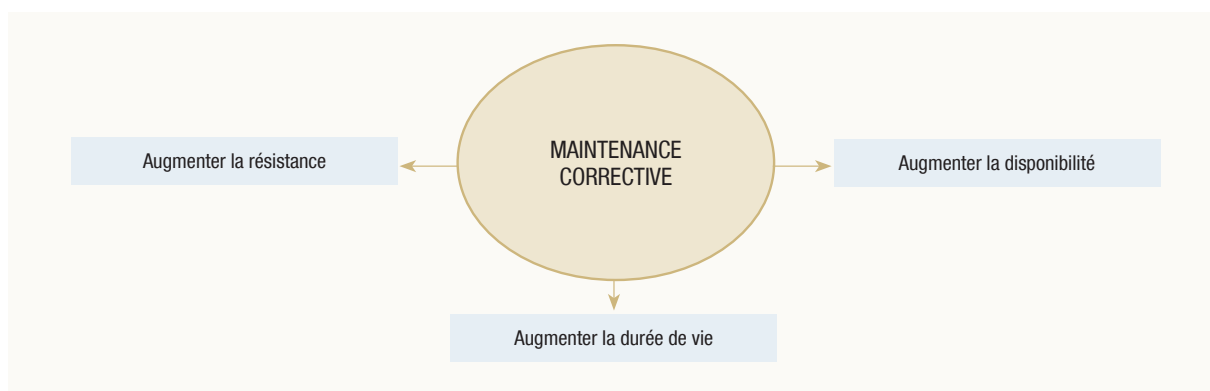 MAINTENANCE
CORRECTIVE
Augmenter la résistance
Augmenter la disponibilité
Augmenter la durée de vie